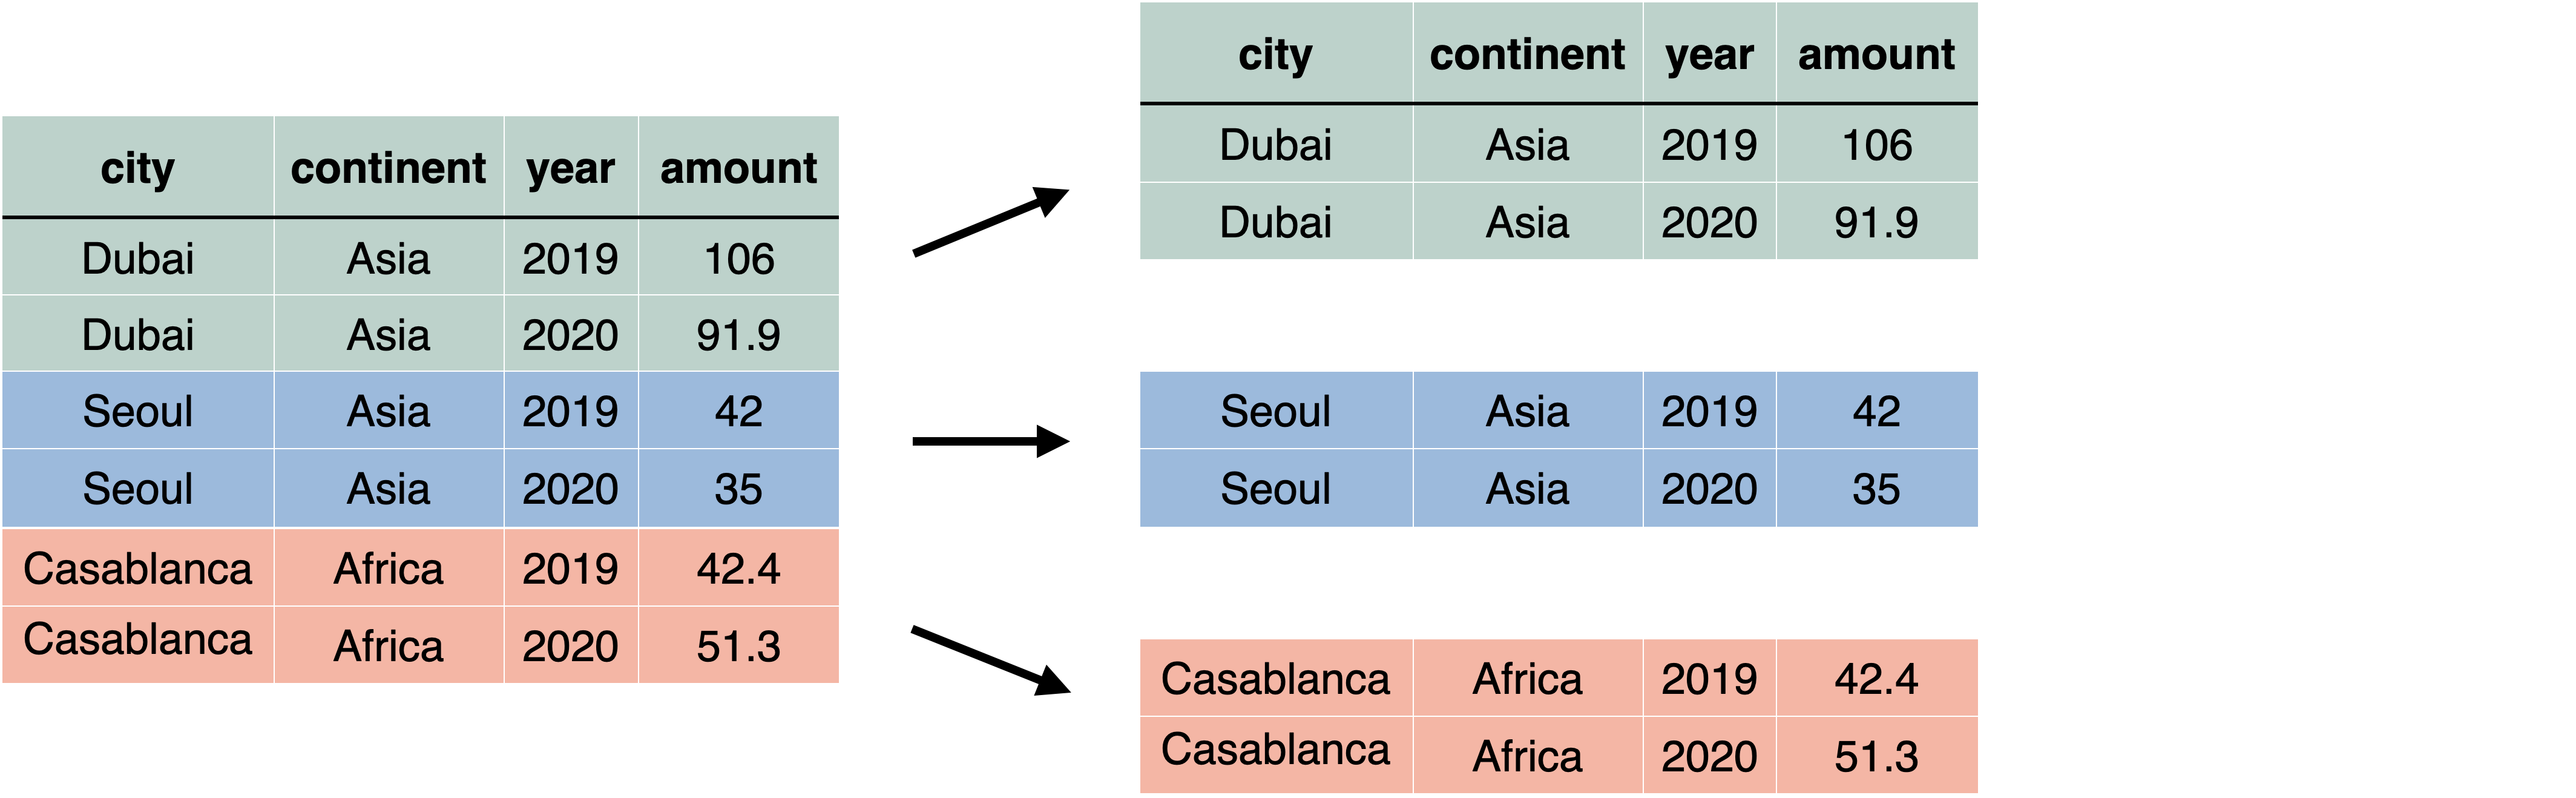 city continent year amount
Dubai Asia 2019 106
Dubai Asia 2020 91.9
Seoul Asia 2019 42
Seoul Asia 2020 35
Casablanca Africa 2019 42.4
Casablanca Africa 2020 51.3
city continent year amount
Dubai Asia 2019 106
Dubai Asia 2020 91.9
Seoul Asia 2019 42
Seoul Asia 2020 35
Casablanca Africa 2019 42.4
Casablanca Africa 2020 51.3